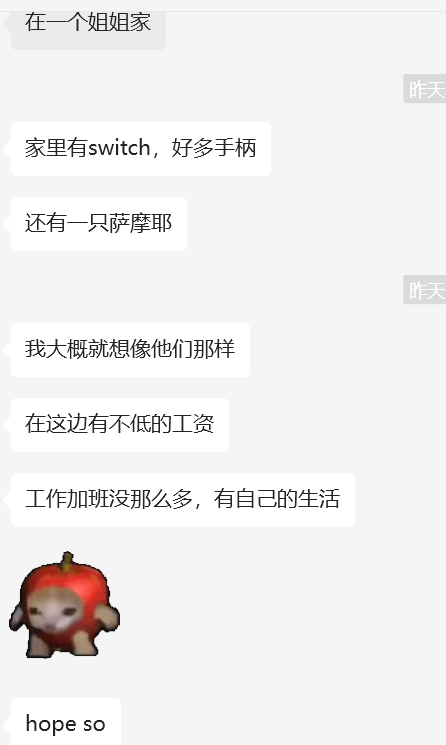 在一个姐姐家
昨天
家里有switch，好多手柄
还有一只萨摩耶
昨天
我大概就想像他们那样
在这边有不低的工资
工作加班没那么多，有自己的生活
hope so